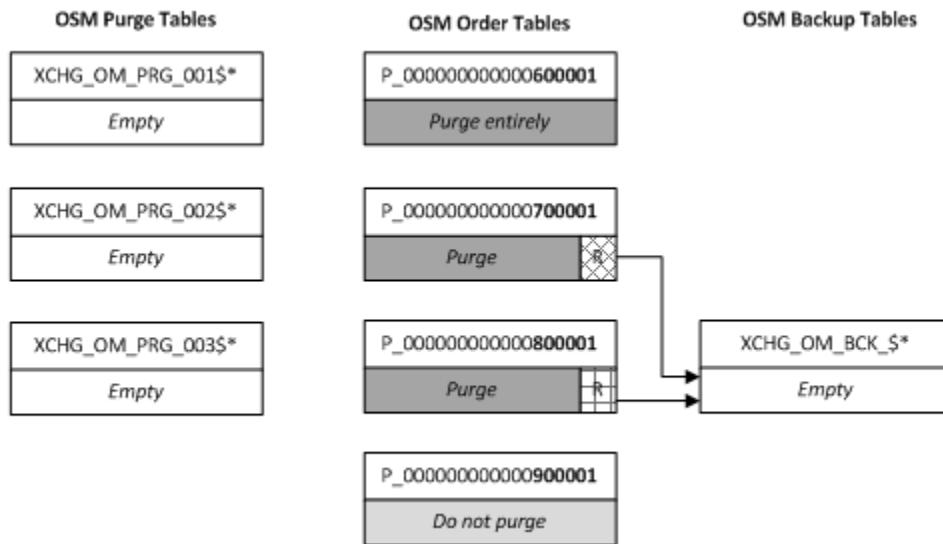 OSM Purge Tables
OSM Order Tables
OSM Backup Tables
XCHG_OM_PRG_001$*
Empty
P_000000000000600001
Purge entirely
XCHG_OM_PRG_002$*
Empty
P_000000000000700001
Purge
R
XCHG_OM_PRG_003$*
Empty
P_000000000000800001
Purge
R
XCHG_OM_BCK_$*
Empty
P_000000000000900001
Do not purge